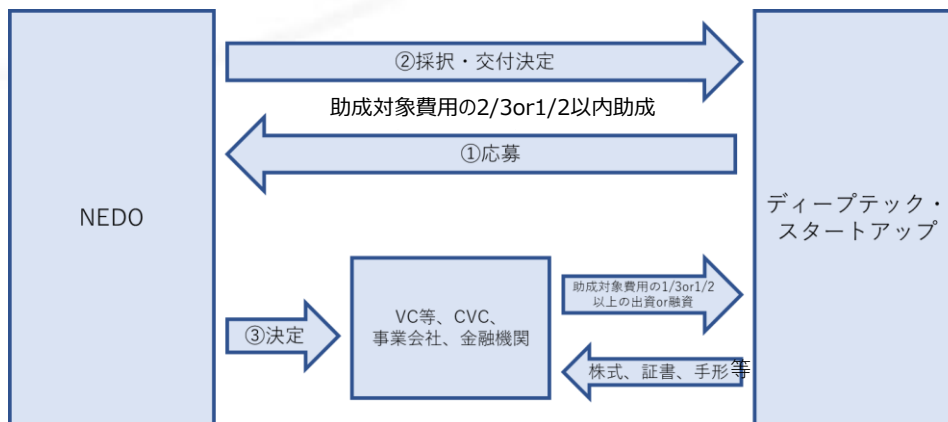 ②採択・交付決定
助成対象費用の2/3or1/2以内助成
①応募
NEDO
ディープテック・
スタートアップ
VC等、CVC、
事業会社、金融機関
助成対象費用の1/3or1/2
以上の出資or融資
③決定
株式、証書、手形等